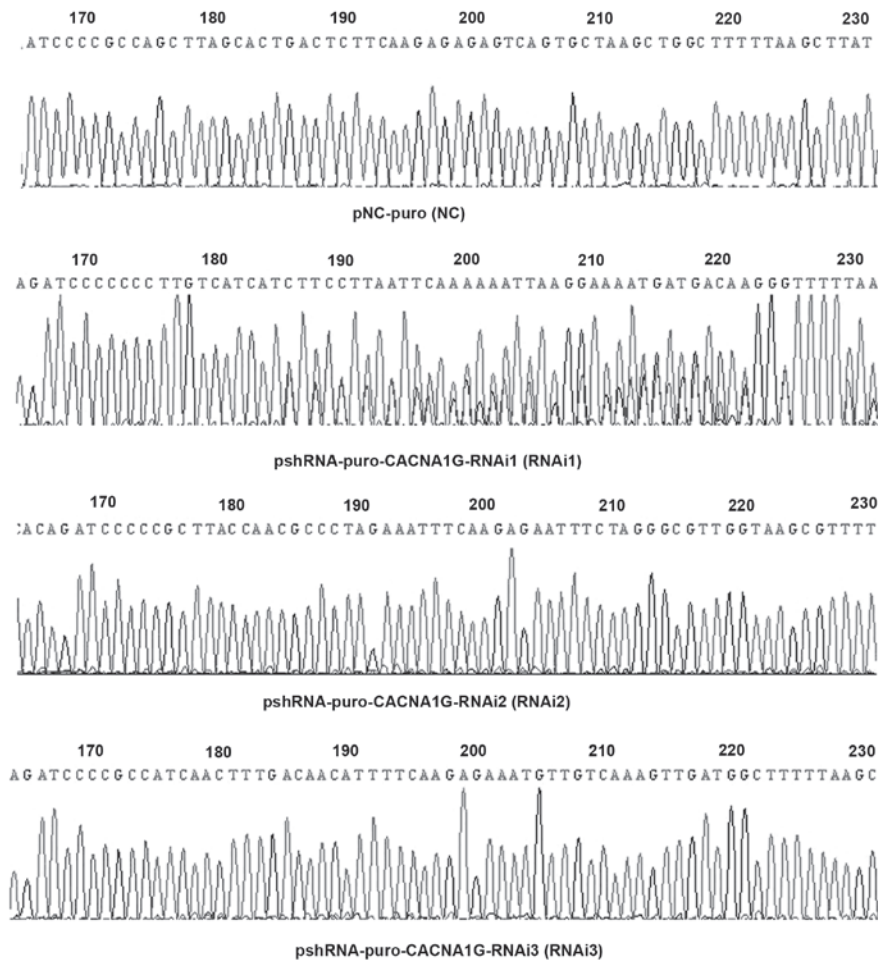 170 180 190 200 210 220 230
ATCCCCGCCAGCTTAGCACTGACTCTTCAAGAGAGAGTCAGTGCTAAGCTGGCTTTTTAAGCTTAT
pNC-puro (NC)
170 180 190 200 210 220 230
AGATCCCCCCCTTGTCATCATCTTCCTTAATTCAAAAAATTAAGGAAAATGATGACAAGGGTTTTTAA
pshRNA-puro-CACNA1G-RNAi1 (RNAi1)
170 180 190 200 210 220 230
CACAGATCCCCCGCTTACCAACGCCCTAGAAATTTCAAGAGAATTTCTAGGGCGTTGGTAAGCGTTTT
pshRNA-puro-CACNA1G-RNAi2 (RNAi2)
170 180 190 200 210 220 230
AGATCCCCGCCATCAACTTTGACAACATTTTCAAGAGAAATGTTGTCAAAGTTGATGGCTTTTTAAGC
pshRNA-puro-CACNA1G-RNAi3 (RNAi3)